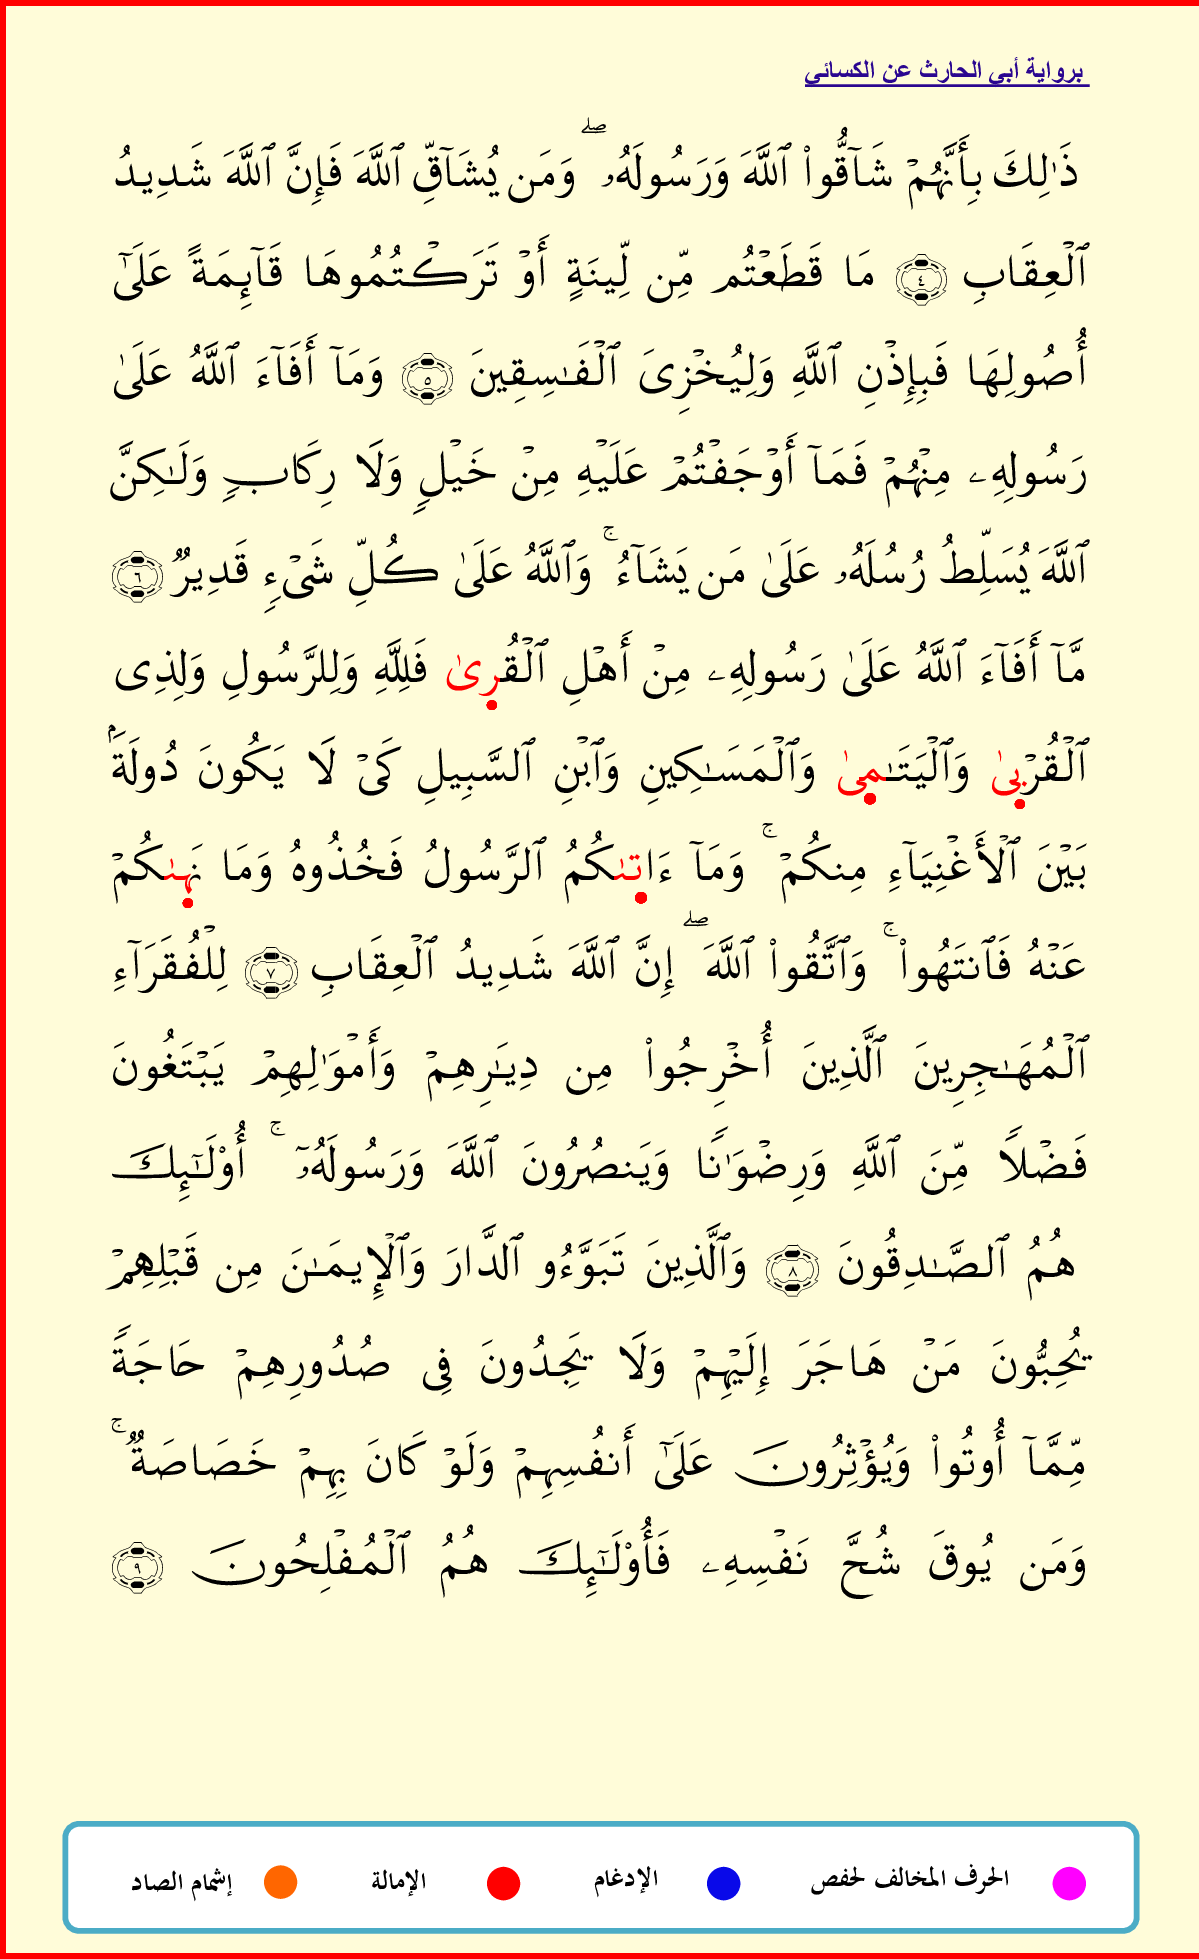 برواية أبي الحارث عن الكسائي
ذَٰلِكَ بِأَنَّهُمۡ شَآقُّواْ ٱللَّهَ وَرَسُولَهُۥۖ وَمَن يُشَآقِّ ٱللَّهَ فَإِنَّ ٱللَّهَ شَدِيدُ
ٱلۡعِقَابِ ٤ مَا قَطَعۡتُم مِّن لِّينَةٍ أَوۡ تَرَكۡتُمُوهَا قَآئِمَةً عَلَىٰٓ
أُصُولِهَا فَبِإِذۡنِ ٱللَّهِ وَلِيُخۡزِيَ ٱلۡفَٰسِقِينَ ٥ وَمَآ أَفَآءَ ٱللَّهُ عَلَىٰ
رَسُولِهِۦ مِنۡهُمۡ فَمَآ أَوۡجَفۡتُمۡ عَلَيۡهِ مِنۡ خَيۡلٖ وَلَا رِكَابٖ وَلَٰكِنَّ
ٱللَّهَ يُسَلِّطُ رُسُلَهُۥ عَلَىٰ مَن يَشَآءُۚ وَٱللَّهُ عَلَىٰ كُلِّ شَيۡءٖ قَدِيرٞ ٦
مَّآ أَفَآءَ ٱللَّهُ عَلَىٰ رَسُولِهِۦ مِنۡ أَهۡلِ ٱلۡقُرىٰ فَلِلَّهِ وَلِلرَّسُولِ وَلِذِي
ٱلۡقُرۡبىٰ وَٱلۡيَتَٰمىٰ وَٱلۡمَسَٰكِينِ وَٱبۡنِ ٱلسَّبِيلِ كَيۡ لَا يَكُونَ دُولَةَۢ
بَيۡنَ ٱلۡأَغۡنِيَآءِ مِنكُمۡۚ وَمَآ ءَاتىٰكُمُ ٱلرَّسُولُ فَخُذُوهُ وَمَا نَهىٰكُمۡ
عَنۡهُ فَٱنتَهُواْۚ وَٱتَّقُواْ ٱللَّهَۖ إِنَّ ٱللَّهَ شَدِيدُ ٱلۡعِقَابِ ٧ لِلۡفُقَرَآءِ
ٱلۡمُهَٰجِرِينَ ٱلَّذِينَ أُخۡرِجُواْ مِن دِيَٰرِهِمۡ وَأَمۡوَٰلِهِمۡ يَبۡتَغُونَ
فَضۡلٗا مِّنَ ٱللَّهِ وَرِضۡوَٰنٗا وَيَنصُرُونَ ٱللَّهَ وَرَسُولَهُۥٓۚ أُوْلَٰٓئِكَ
هُمُ ٱلصَّٰدِقُونَ ٨ وَٱلَّذِينَ تَبَوَّءُو ٱلدَّارَ وَٱلۡإِيمَٰنَ مِن قَبۡلِهِمۡ
يُحِبُّونَ مَنۡ هَاجَرَ إِلَيۡهِمۡ وَلَا يَجِدُونَ فِي صُدُورِهِمۡ حَاجَةٗ
مِّمَّآ أُوتُواْ وَيُؤۡثِرُونَ عَلَىٰٓ أَنفُسِهِمۡ وَلَوۡ كَانَ بِهِمۡ خَصَاصَةٞۚ
وَمَن يُوقَ شُحَّ نَفۡسِهِۦ فَأُوْلَٰٓئِكَ هُمُ ٱلۡمُفۡلِحُونَ ٩
الحرف المخالف لحفص الإدغام الإمالة إشمام الصاد